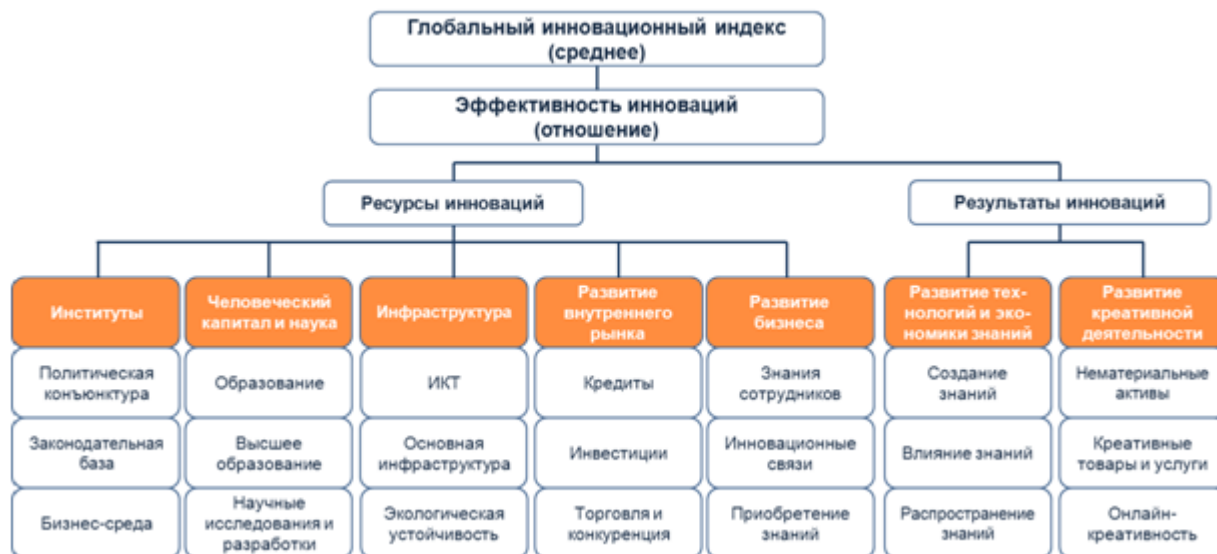 Глобальный инновационный индекс
(среднее)
Эффективность инноваций
(отношение)
Ресурсы инноваций
Результаты инноваций
Институты
Человеческий
капитал и наука
Инфраструктура
Развитие
внутреннего
рынка
Развитие
бизнеса
Развитие тех-
нологий и эко-
номики знаний
Развитие
креативной
деятельности
Политическая
конъюнктура
Образование
ИКТ
Кредиты
Знания
сотрудников
Создание
знаний
Нематериальные
активы
Законодательная
база
Высшее
образование
Основная
инфраструктура
Инвестиции
Инновационные
связи
Влияние знаний
Креативные
товары и услуги
Бизнес-среда
Научные
исследования и
разработки
Экологическая
устойчивость
Торговля и
конкуренция
Приобретение
знаний
Распространение
знаний
Онлайн-
креативность